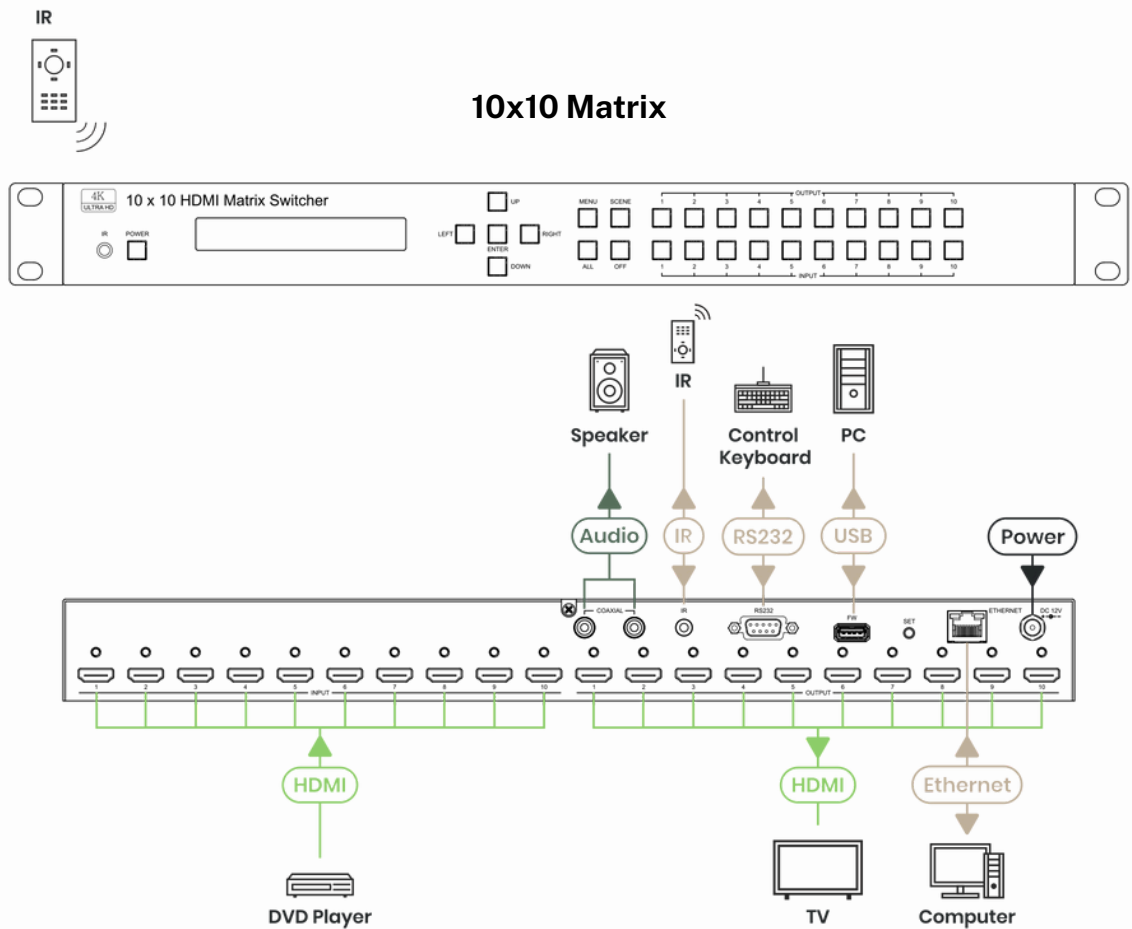 IR
10x10 Matrix
4K
ULTRA HD
10 x 10 HDMI Matrix Switcher
IR POWER
UP
LEFT RIGHT
ENTER
DOWN
MENU SCENE
ALL OFF
OUTPUT
1 2 3 4 5 6 7 8 9 10
1 2 3 4 5 6 7 8 9 10
INPUT
Speaker
IR
Control
Keyboard
PC
Audio
IR
RS232
USB
Power
COAXIAL
IR
RS232
FW
SET
ETHERNET
DC 12V
1 2 3 4 5 6 7 8 9 10
INPUT
1 2 3 4 5 6 7 8 9 10
OUTPUT
HDMI
HDMI
Ethernet
DVD Player
TV
Computer